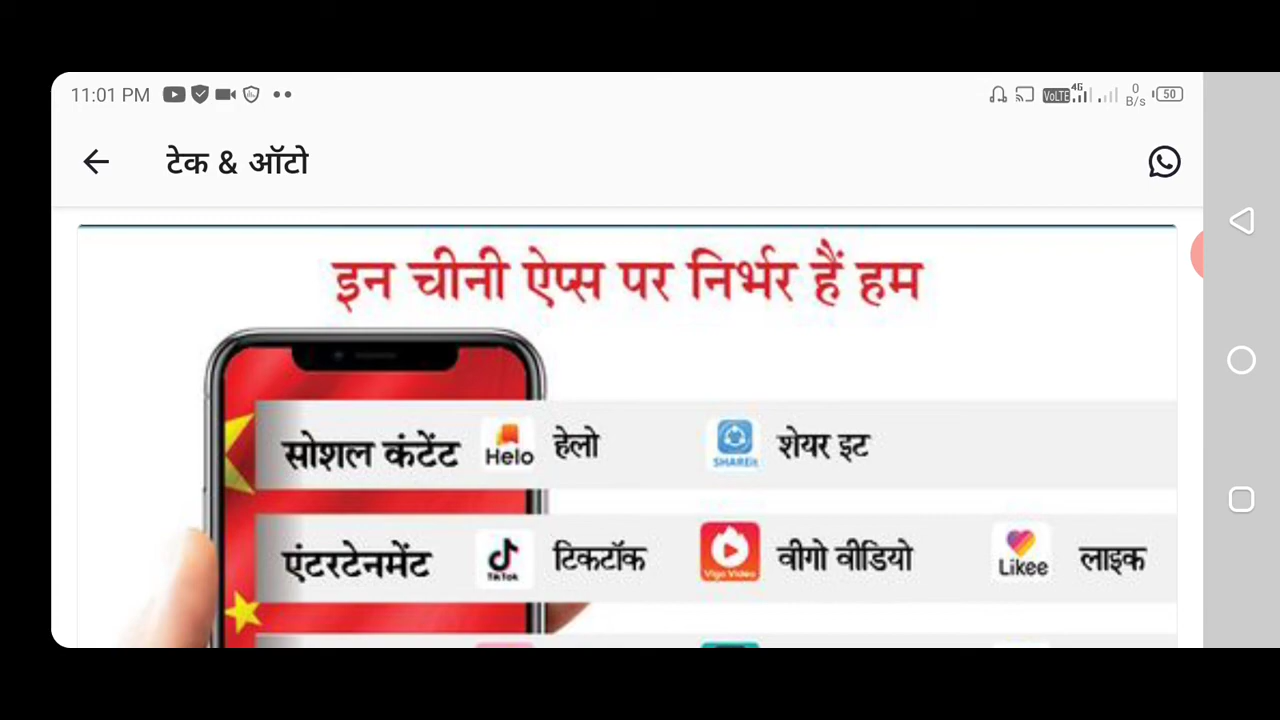 11:01 PM
VoLTE 4G 0 B/s 50
टेक & ऑटो
इन चीनी ऐप्स पर निर्भर हैं हम
सोशल कंटेंट Helo हेलो SHAREit शेयर इट
एंटरटेनमेंट TikTok टिकटॉक Vigo Video वीगो वीडियो Likee लाइक